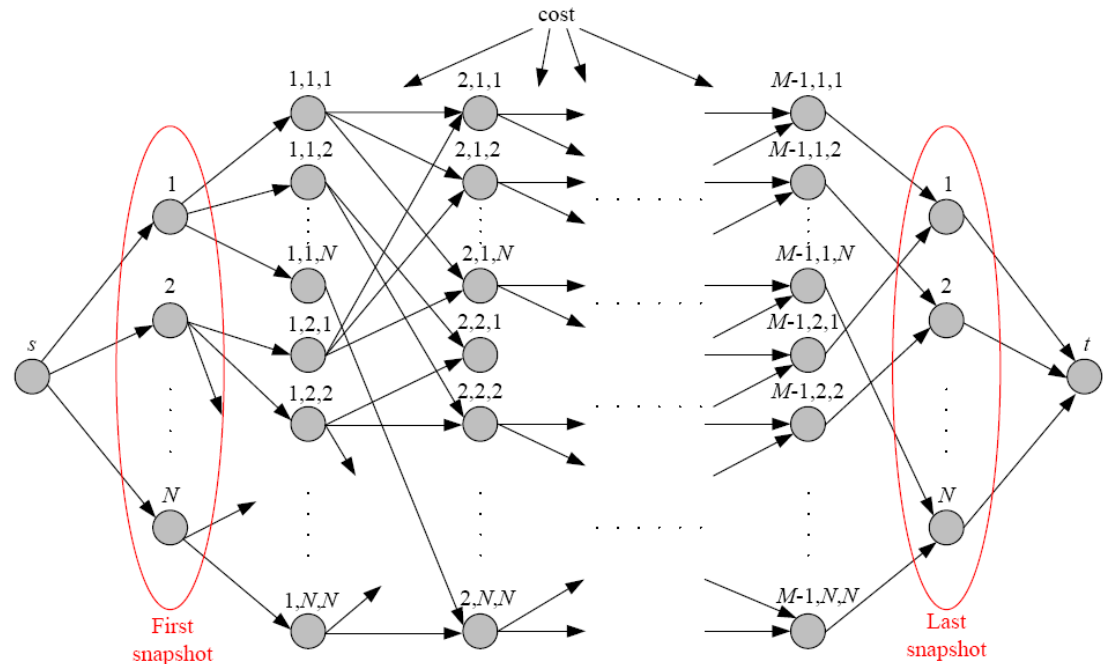 cost
1,1,1
2,1,1
M-1,1,1
1,1,2
2,1,2
M-1,1,2
1
1
1,1,N
2,1,N
M-1,1,N
2
2
1,2,1
2,2,1
M-1,2,1
s
t
1,2,2
2,2,2
M-1,2,2
N
N
1,N,N
2,N,N
M-1,N,N
First
snapshot
Last
snapshot